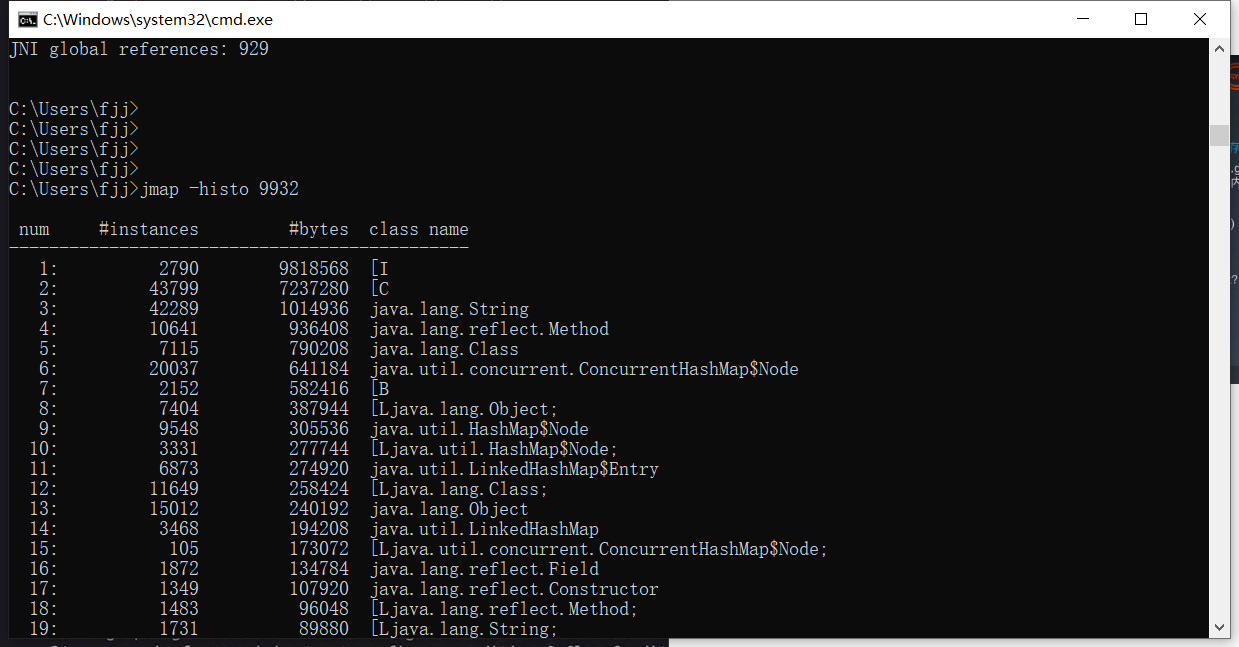 C:\Windows\system32\cmd.exe
JNI global references: 929
C:\Users\fjj>
C:\Users\fjj>
C:\Users\fjj>
C:\Users\fjj>
C:\Users\fjj>jmap -histo 9932
num #instances #bytes class name
----------------------------------------------
1: 2790 9818568 [I
2: 43799 7237280 [C
3: 42289 1014936 java.lang.String
4: 10641 936408 java.lang.reflect.Method
5: 7115 790208 java.lang.Class
6: 20037 641184 java.util.concurrent.ConcurrentHashMap$Node
7: 2152 582416 [B
8: 7404 387944 [Ljava.lang.Object;
9: 9548 305536 java.util.HashMap$Node
10: 3331 277744 [Ljava.util.HashMap$Node;
11: 6873 274920 java.util.LinkedHashMap$Entry
12: 11649 258424 [Ljava.lang.Class;
13: 15012 240192 java.lang.Object
14: 3468 194208 java.util.LinkedHashMap
15: 105 173072 [Ljava.util.concurrent.ConcurrentHashMap$Node;
16: 1872 134784 java.lang.reflect.Field
17: 1349 107920 java.lang.reflect.Constructor
18: 1483 96048 [Ljava.lang.reflect.Method;
19: 1731 89880 [Ljava.lang.String;